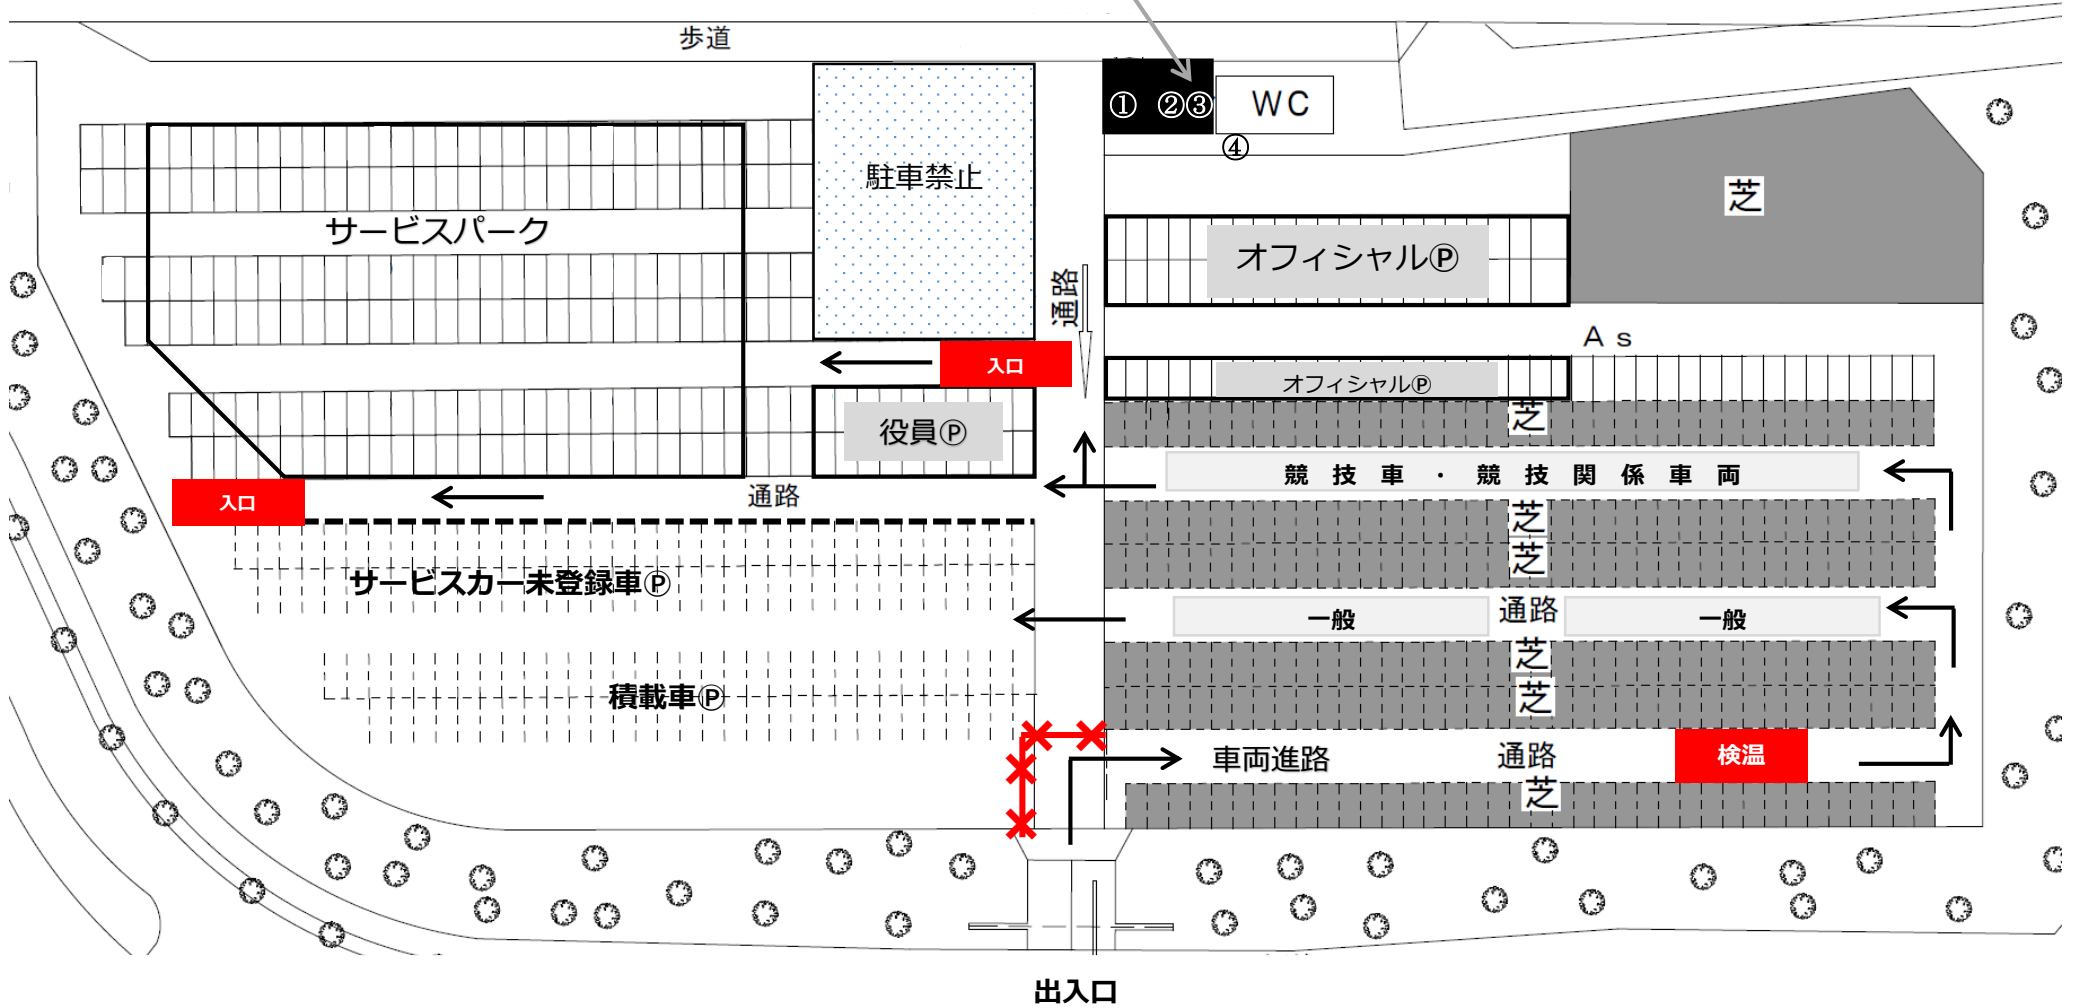 歩道
① ②③
WC
④
駐車禁止
芝
サービスパーク
オフィシャルⓅ
通路
Ａｓ
入口
オフィシャルⓅ
芝
役員Ⓟ
競技車・競技関係車両
入口
通路
芝
芝
サービスカー未登録車Ⓟ
一般
通路
一般
芝
積載車Ⓟ
芝
車両進路
通路
検温
芝
出入口